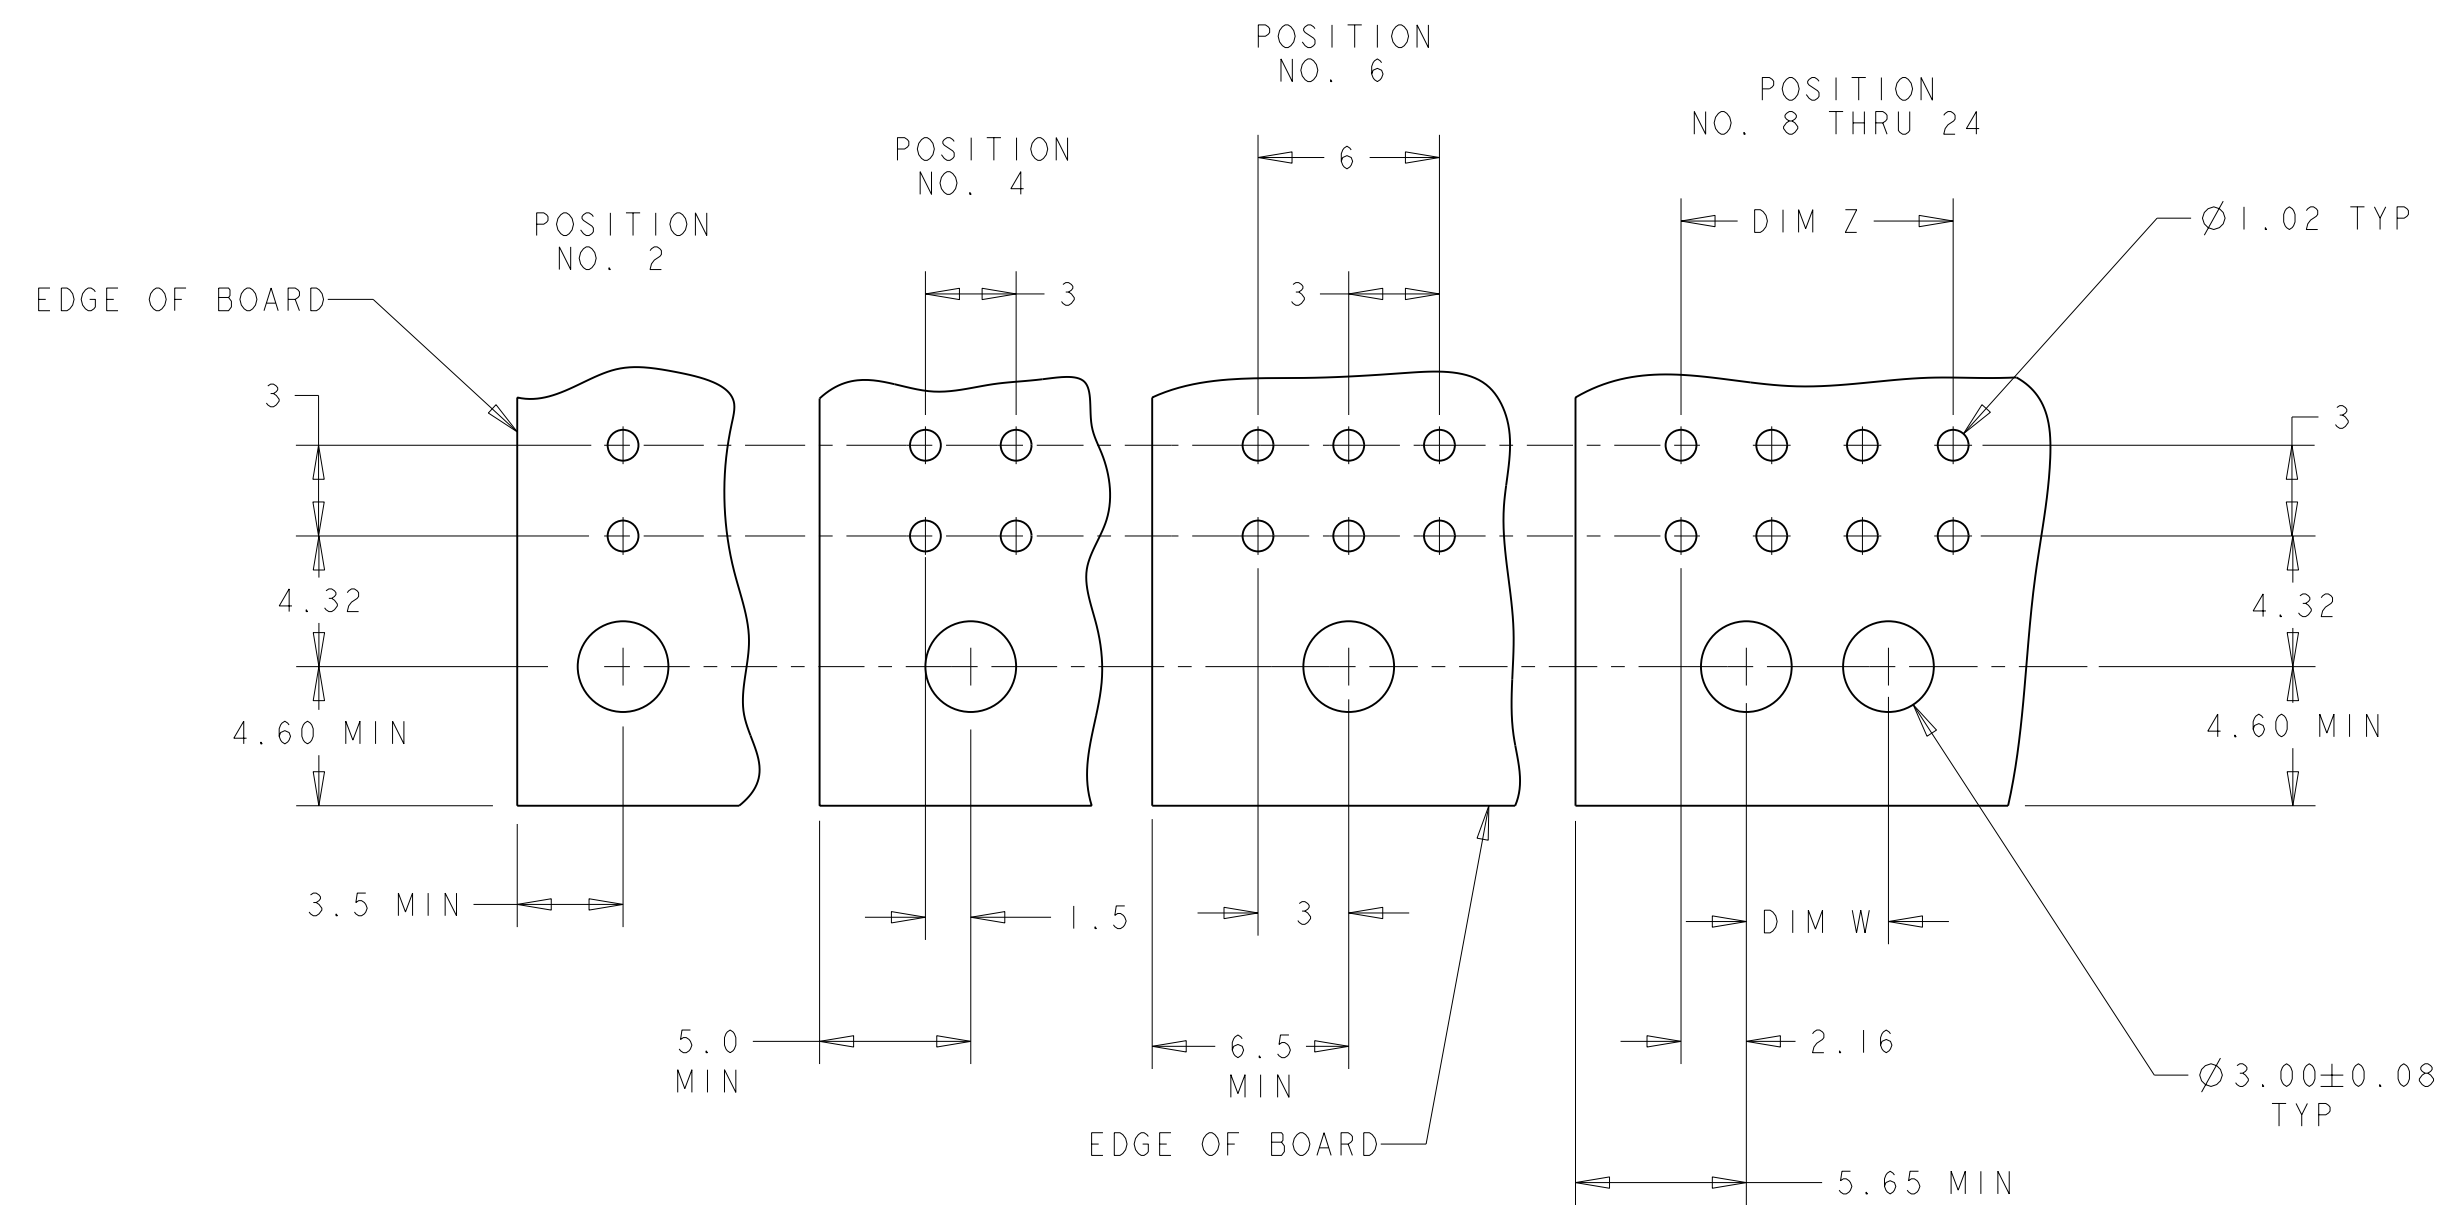 POSITION
NO. 6
POSITION
NO. 8 THRU 24
POSITION
NO. 4
6
POSITION
NO. 2
DIM Z
Ø1.02 TYP
EDGE OF BOARD
3
3
3
3
4.32
4.32
4.60 MIN
4.60 MIN
3.5 MIN
1.5
3
DIM W
5.0
MIN
6.5
MIN
2.16
Ø3.00±0.08
TYP
EDGE OF BOARD
5.65 MIN